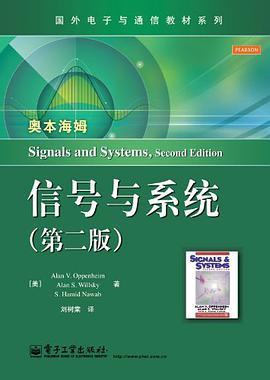 国外电子与通信教材系列
PEARSON
奥本海姆
Signals and Systems, Second Edition
信号与系统
（第二版）
[美]
Alan V. Oppenheim
Alan S. Willsky
S. Hamid Nawab
著
刘树棠 译
SIGNALS
& SYSTEMS
电子工业出版社